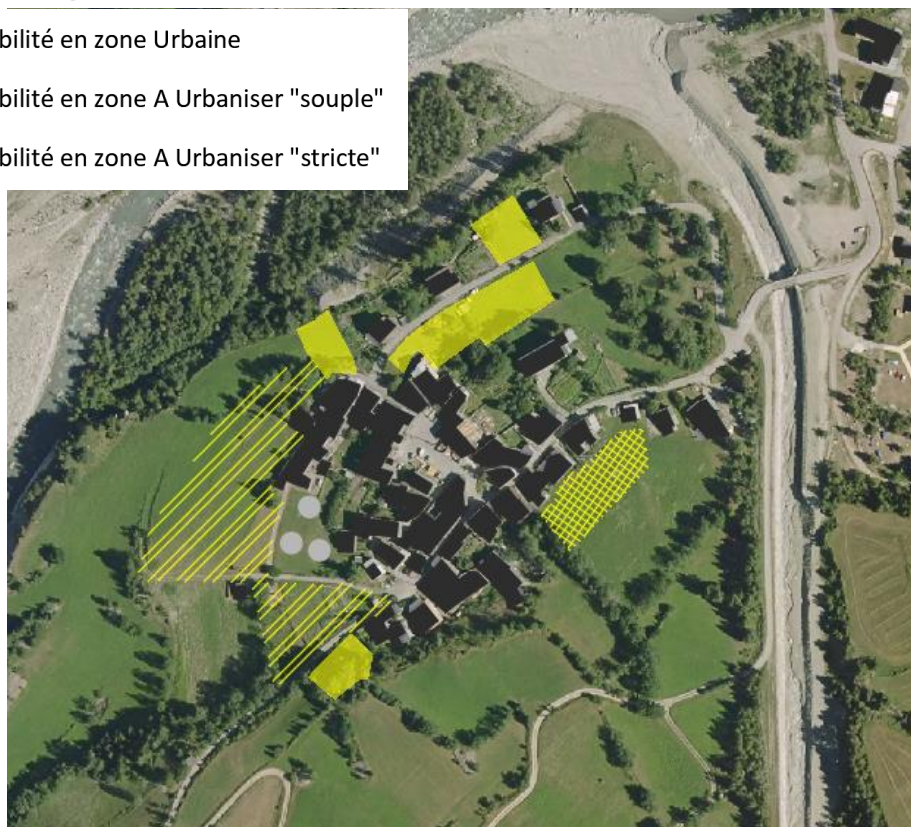 bilité en zone Urbaine
bilité en zone A Urbaniser "souple"
bilité en zone A Urbaniser "stricte"